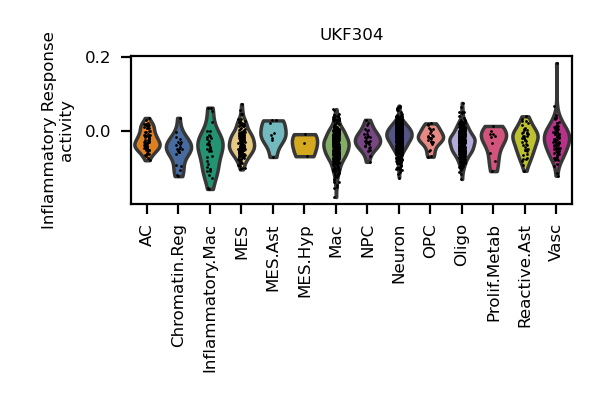 UKF304
Inflammatory Response
activity
0.2
0.0
AC
Chromatin.Reg
Inflammatory.Mac
MES
MES.Ast
MES.Hyp
Mac
NPC
Neuron
OPC
Oligo
Prolif.Metab
Reactive.Ast
Vasc